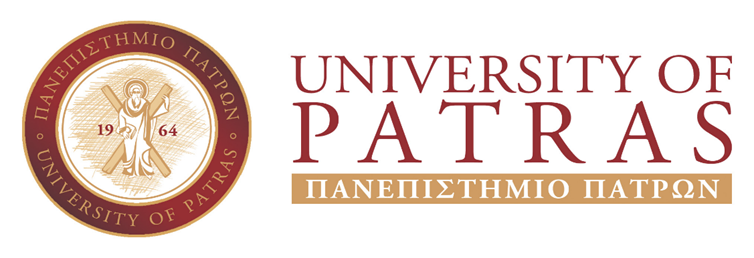 ΠΑΝΕΠΙΣΤΗΜΙΟ ΠΑΤΡΩΝ
19 64
UNIVERSITY OF PATRAS
UNIVERSITY OF
PATRAS
ΠΑΝΕΠΙΣΤΗΜΙΟ ΠΑΤΡΩΝ